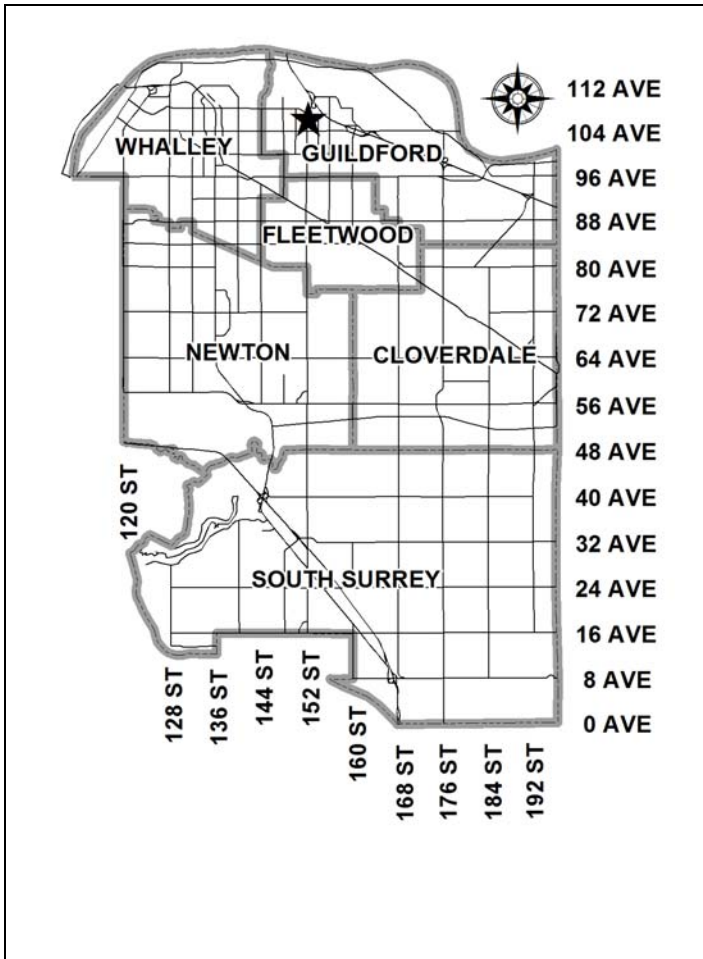 112 AVE
104 AVE
WHALLEY
GUILDFORD
96 AVE
88 AVE
FLEETWOOD
80 AVE
72 AVE
NEWTON
CLOVERDALE
64 AVE
56 AVE
48 AVE
120 ST
40 AVE
32 AVE
SOUTH SURREY
24 AVE
16 AVE
8 AVE
0 AVE
128 ST
136 ST
144 ST
152 ST
160 ST
168 ST
176 ST
184 ST
192 ST